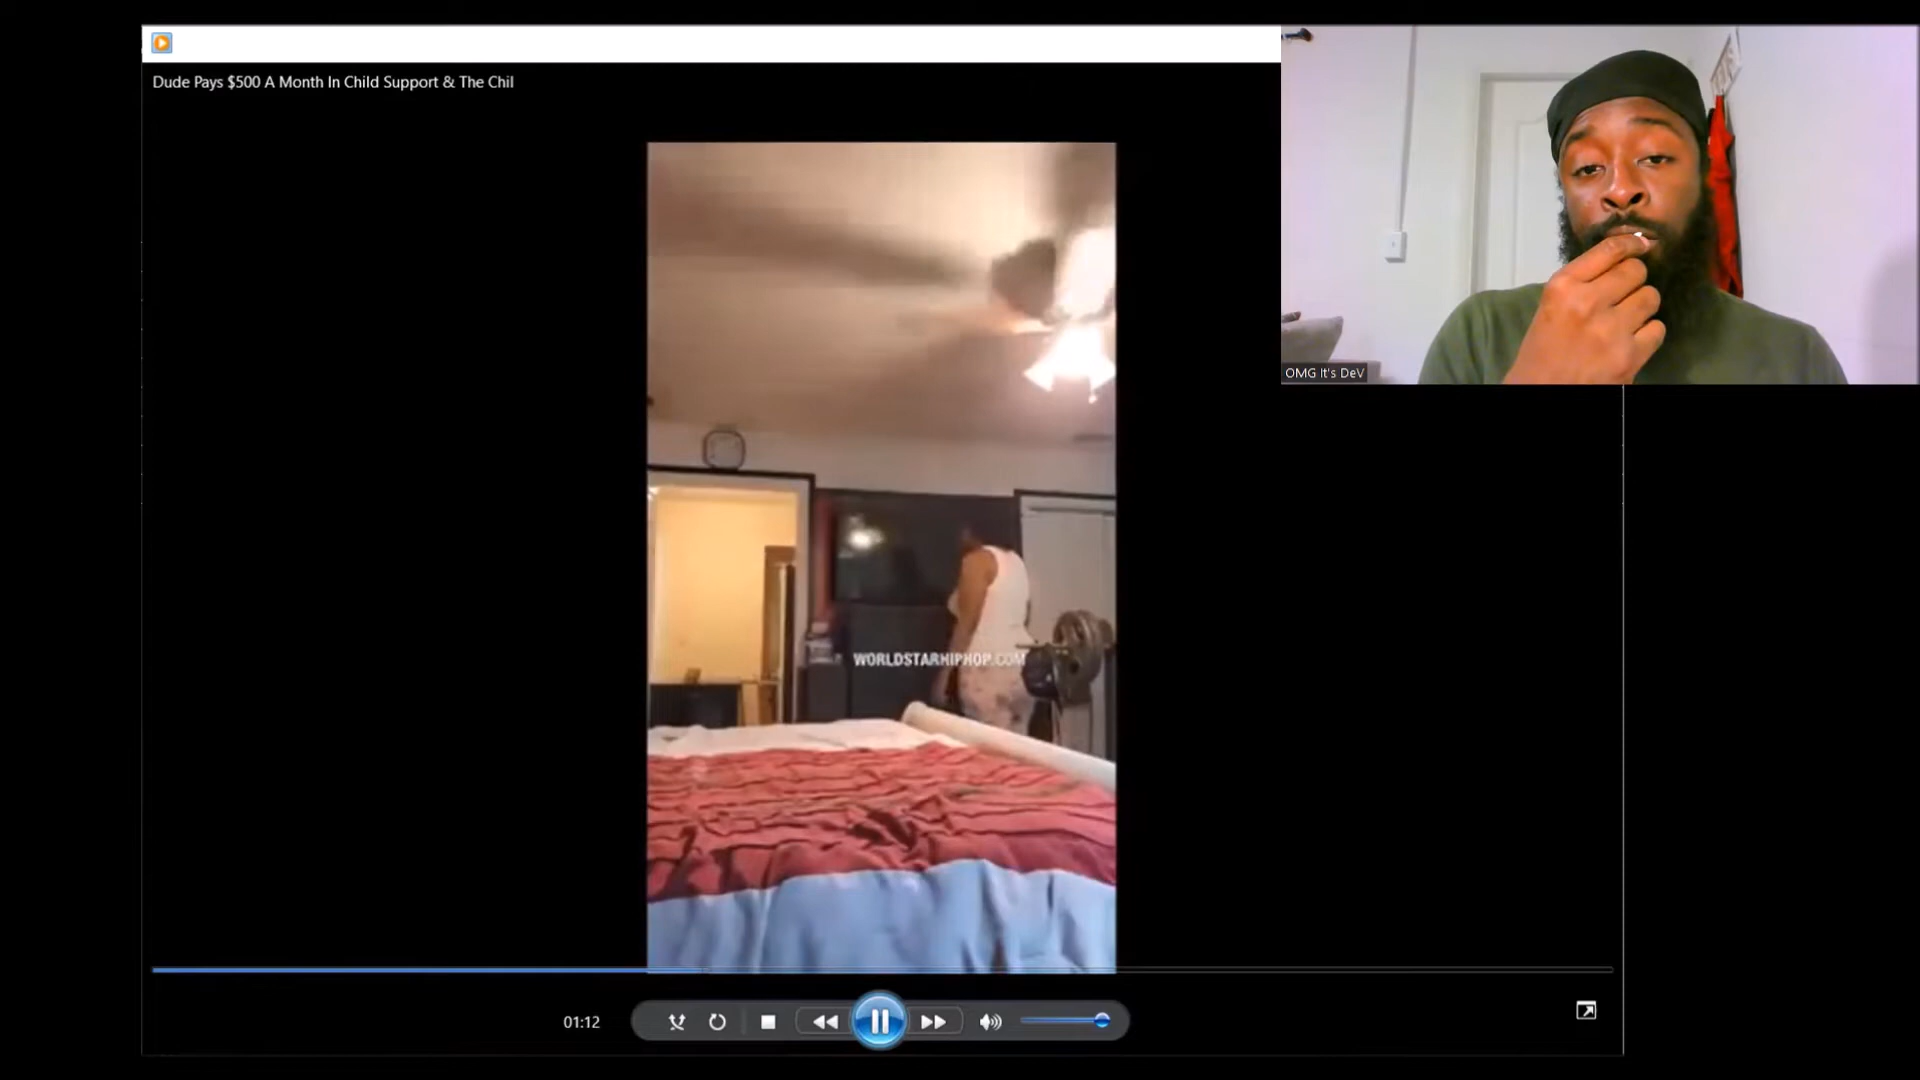 Dude Pays $500 A Month In Child Support & The Chil
OMG It's DeV
WORLDSTARHIPHOP.COM
01:12